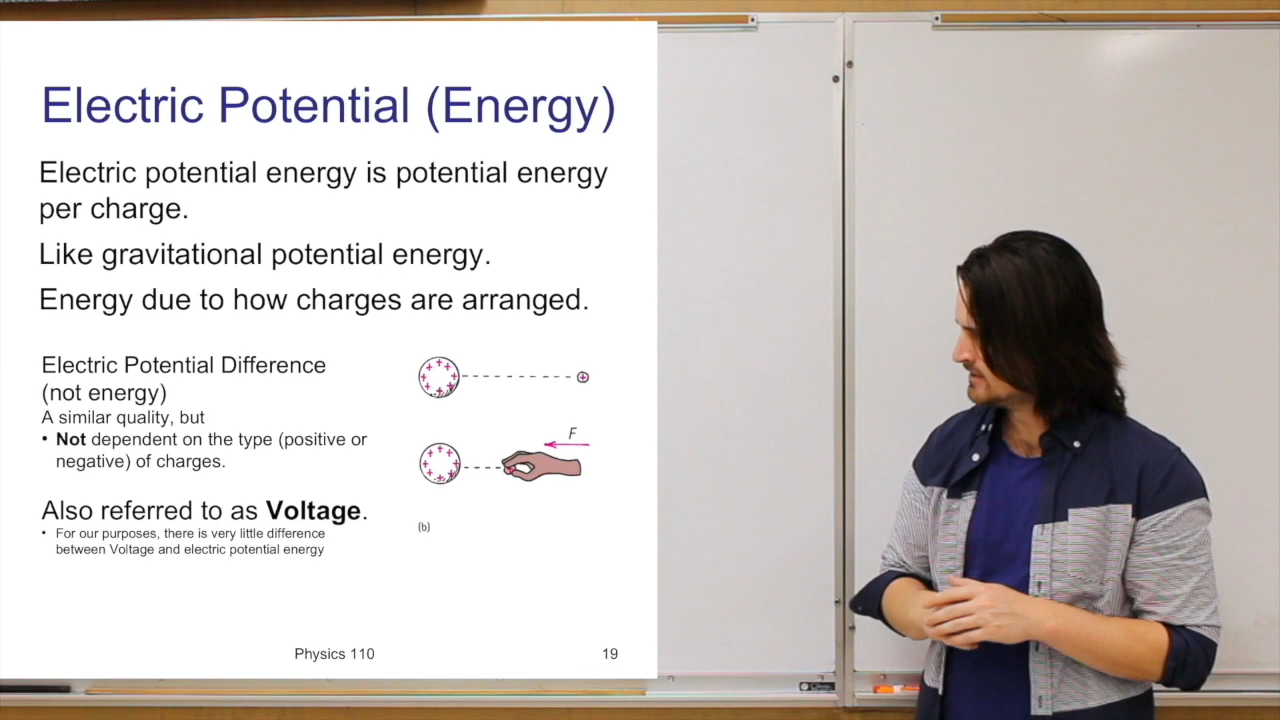 Electric Potential (Energy)
Electric potential energy is potential energy
per charge.
Like gravitational potential energy.
Energy due to how charges are arranged.
Electric Potential Difference
(not energy)
A similar quality, but
• Not dependent on the type (positive or
negative) of charges.
Also referred to as Voltage.
• For our purposes, there is very little difference
between Voltage and electric potential energy
F
(b)
Physics 110
19